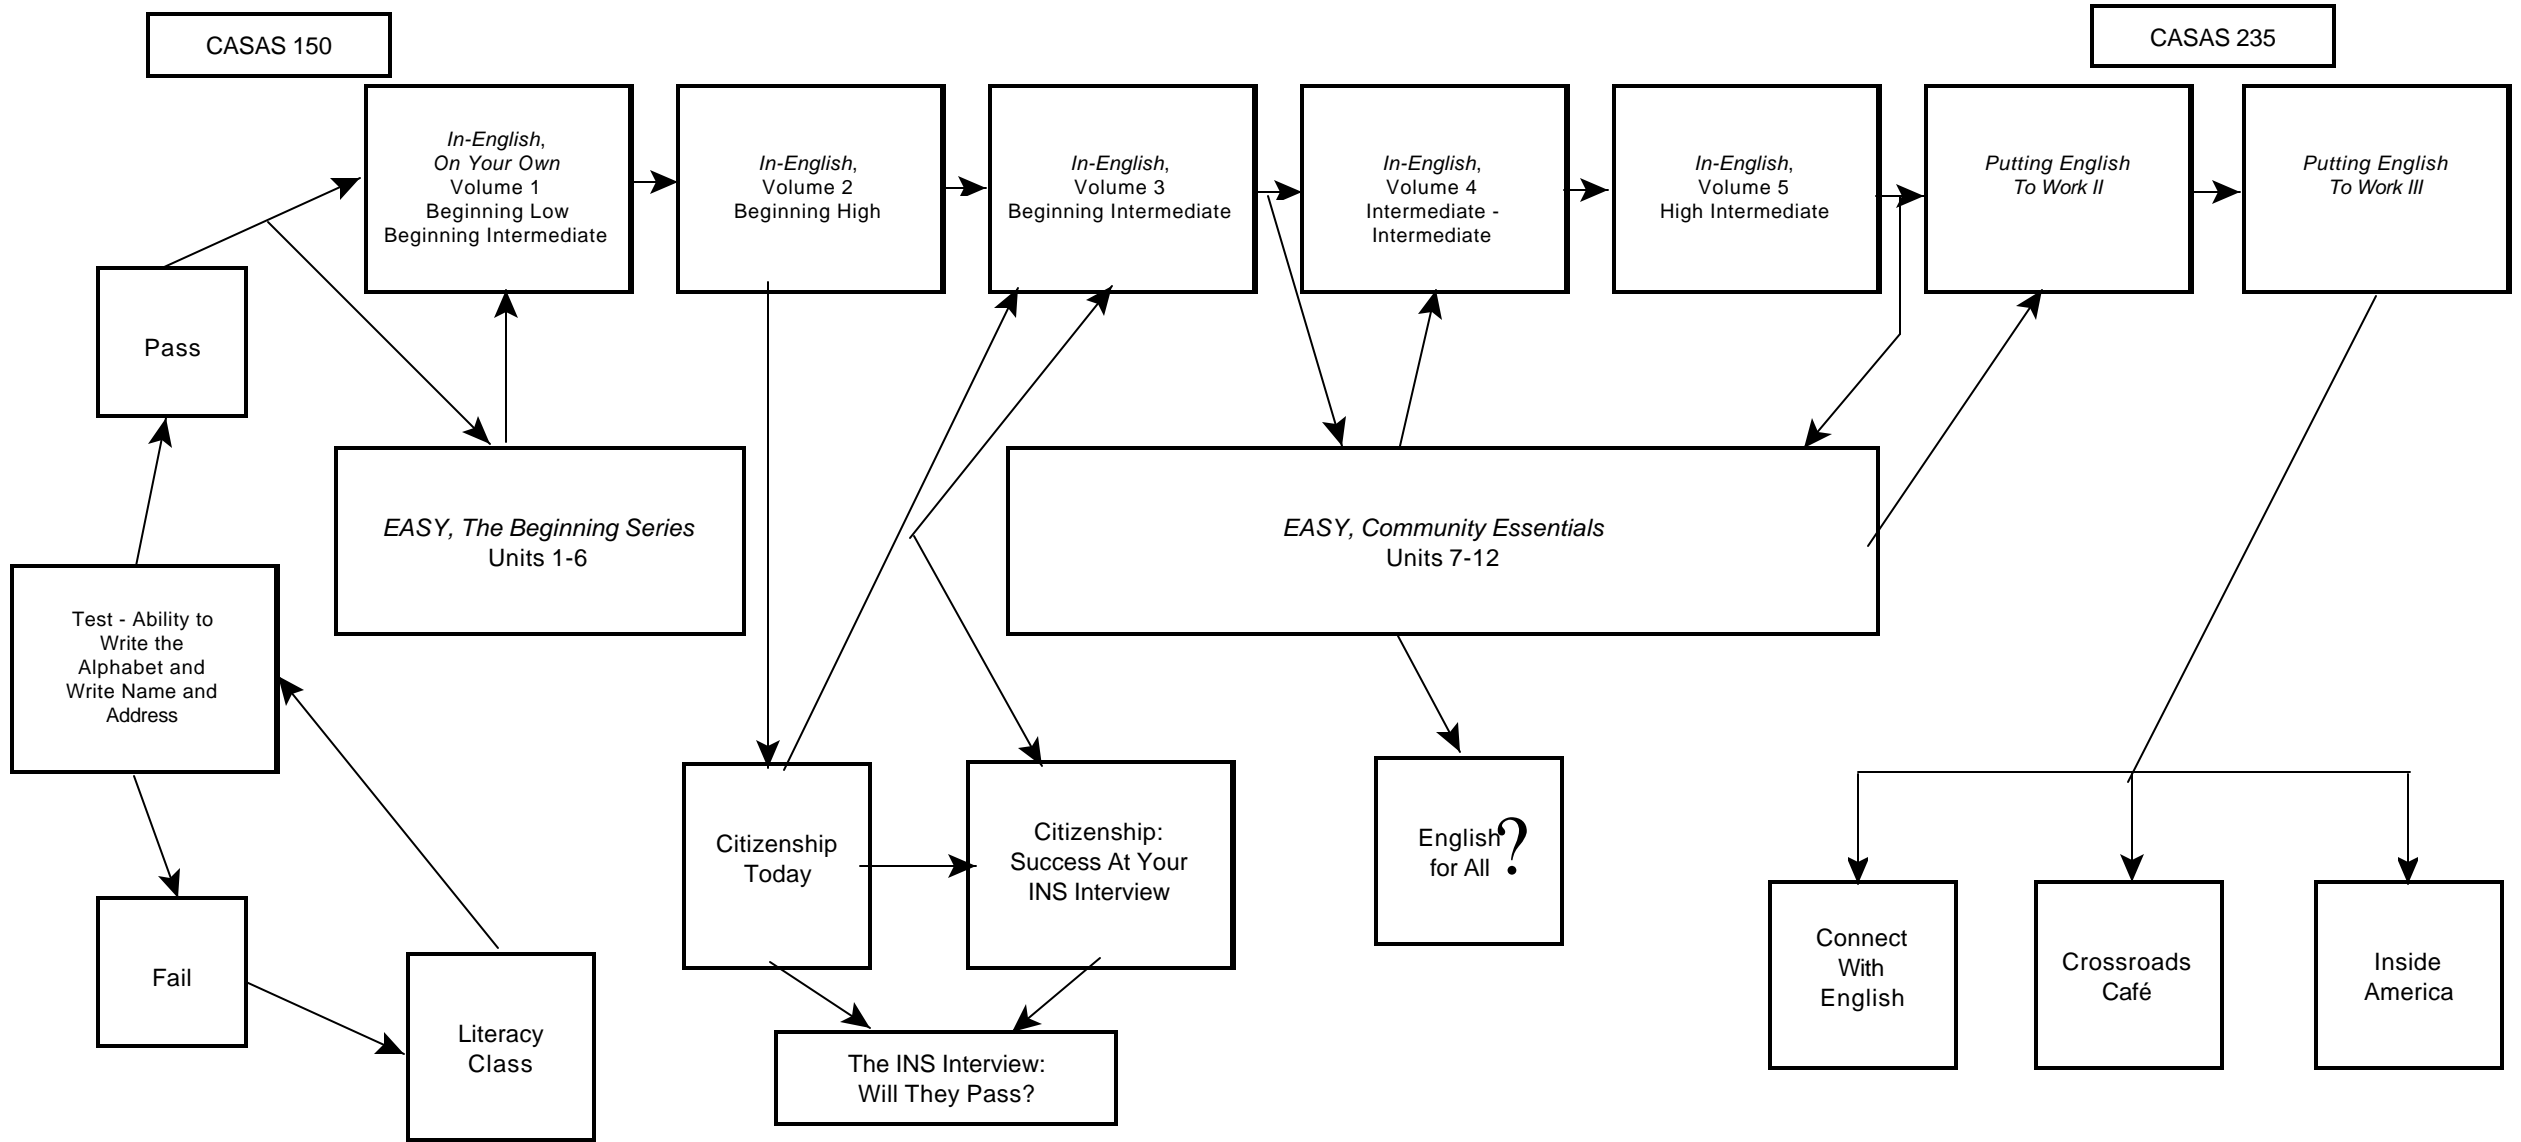 CASAS 150
CASAS 235
In-English,
On Your Own
Volume 1
Beginning Low
Beginning Intermediate
In-English,
Volume 2
Beginning High
In-English,
Volume 3
Beginning Intermediate
In-English,
Volume 4
Intermediate -
Intermediate
In-English,
Volume 5
High Intermediate
Putting English
To Work II
Putting English
To Work III
Pass
EASY, The Beginning Series
Units 1-6
EASY, Community Essentials
Units 7-12
Test - Ability to
Write the
Alphabet and
Write Name and
Address
Citizenship
Today
Citizenship:
Success At Your
INS Interview
English
for All
?
Connect
With
English
Crossroads
Café
Inside
America
Fail
Literacy
Class
The INS Interview:
Will They Pass?